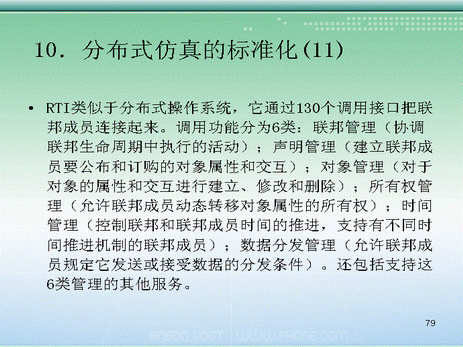 10. 分布式仿真的标准化(11)
• RTI类似于分布式操作系统，它通过130个调用接口把联
邦成员连接起来。调用功能分为6类：联邦管理（协调
联邦生命周期中执行的活动）；声明管理（建立联邦成
员要公布和订购的对象属性和交互）；对象管理（对于
对象的属性和交互进行建立、修改和删除）；所有权管
理（允许联邦成员动态转移对象属性的所有权）；时间
管理（控制联邦和联邦成员时间的推进，支持有不同时
间推进机制的联邦成员）；数据分发管理（允许联邦成
员规定它发送或接受数据的分发条件）。还包括支持这
6类管理的其他服务。
79